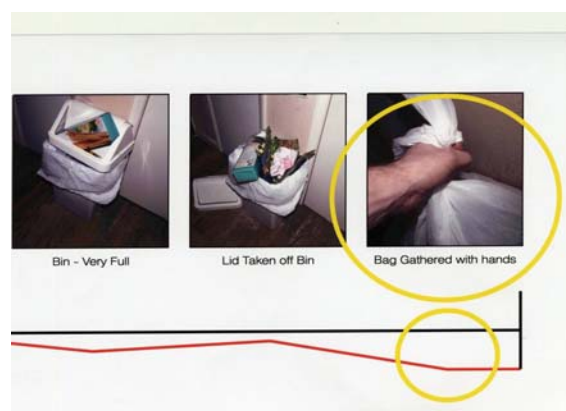 Bin - Very Full
Lid Taken off Bin
Bag Gathered with hands